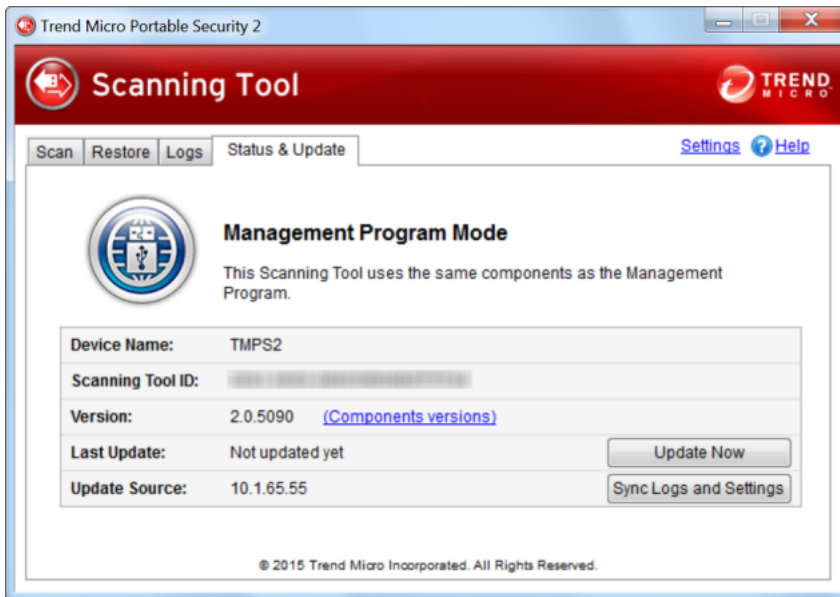 Trend Micro Portable Security 2
Scanning Tool
TREND
MICRO
Scan Restore Logs Status & Update Settings Help
Management Program Mode
This Scanning Tool uses the same components as the Management
Program.
Device Name: TMPS2
Scanning Tool ID:
Version: 2.0.5090 (Components versions)
Last Update: Not updated yet Update Now
Update Source: 10.1.65.55 Sync Logs and Settings
© 2015 Trend Micro Incorporated. All Rights Reserved.